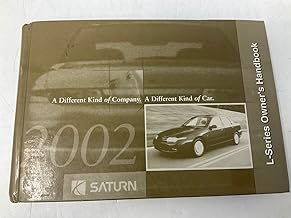 A Different Kind of Company. A Different Kind of Car.
2002
SATURN
L-Series Owner's Handbook